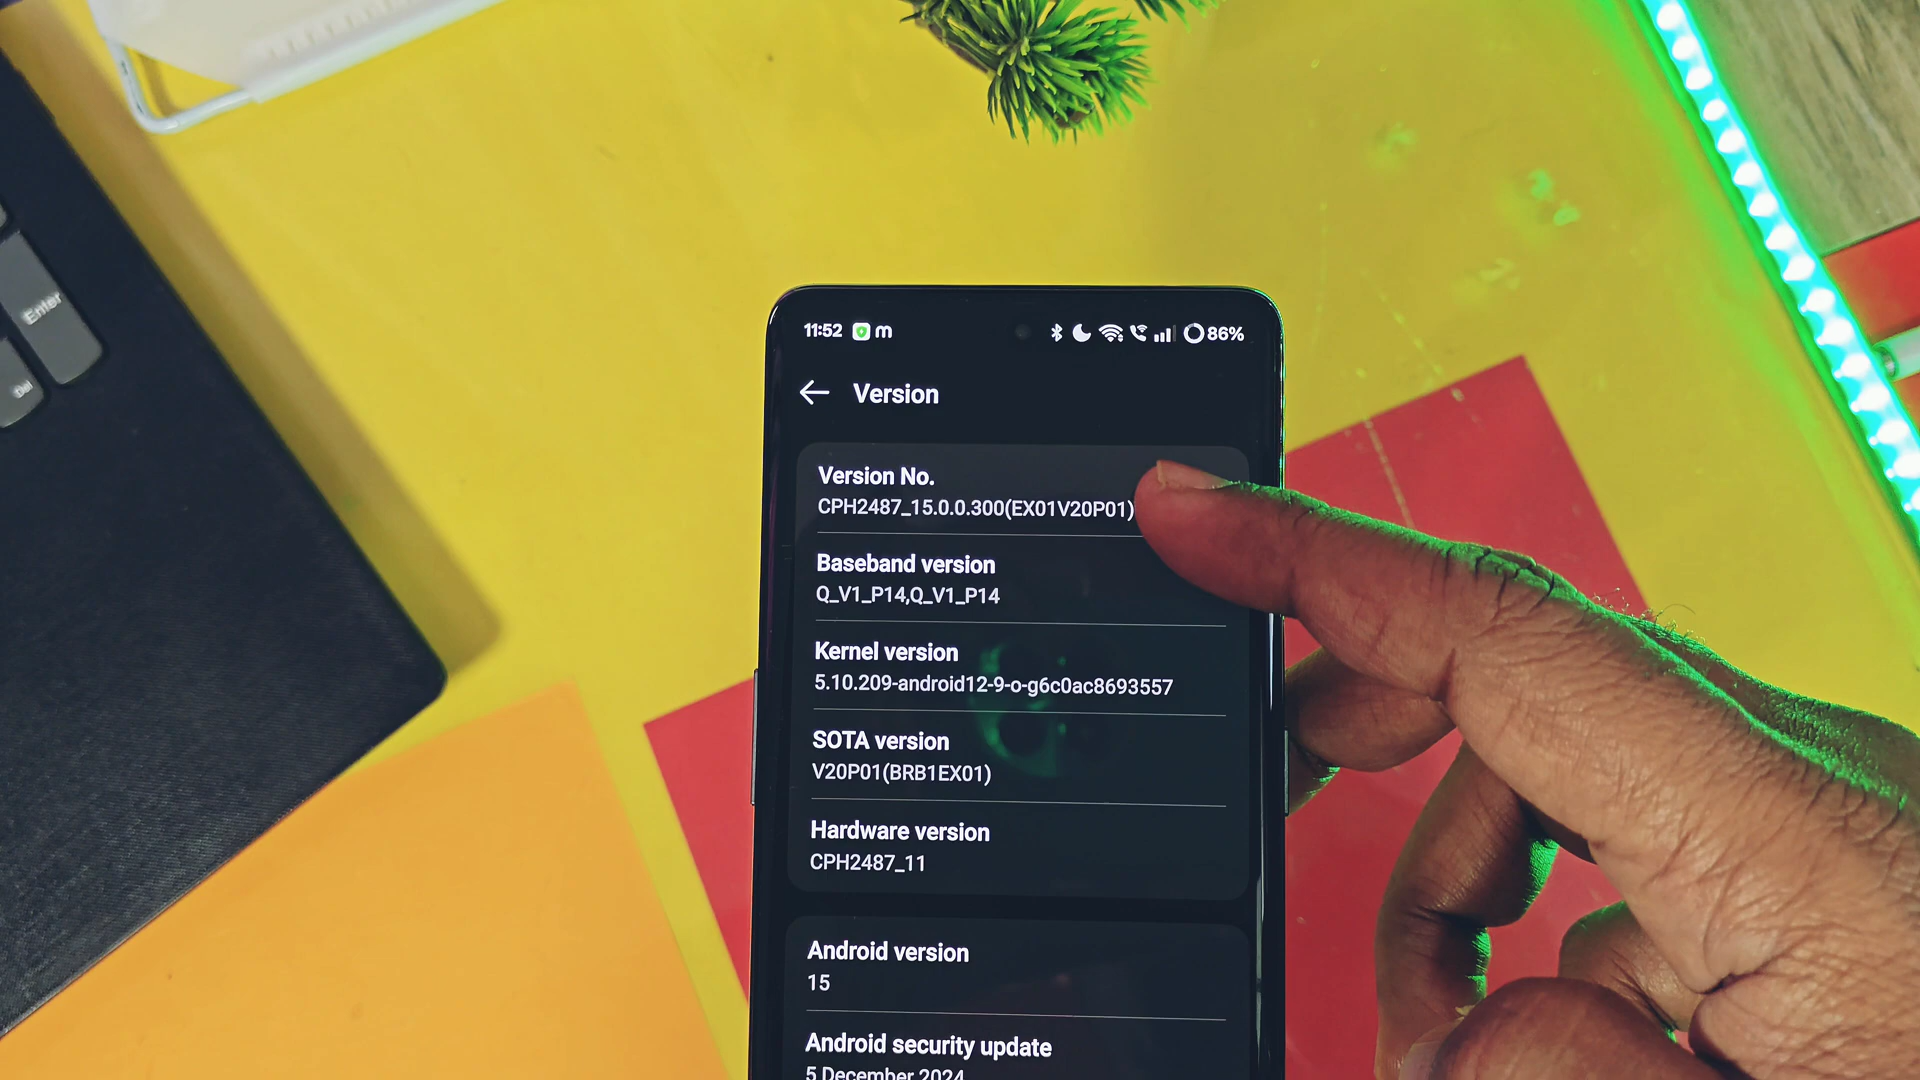 Enter
Del
11:52 m 86%
Version
Version No.
CPH2487_15.0.0.300(EX01V20P01)
Baseband version
Q_V1_P14,Q_V1_P14
Kernel version
5.10.209-android12-9-o-g6c0ac8693557
SOTA version
V20P01(BRB1EX01)
Hardware version
CPH2487_11
Android version
15
Android security update
5 December 2024